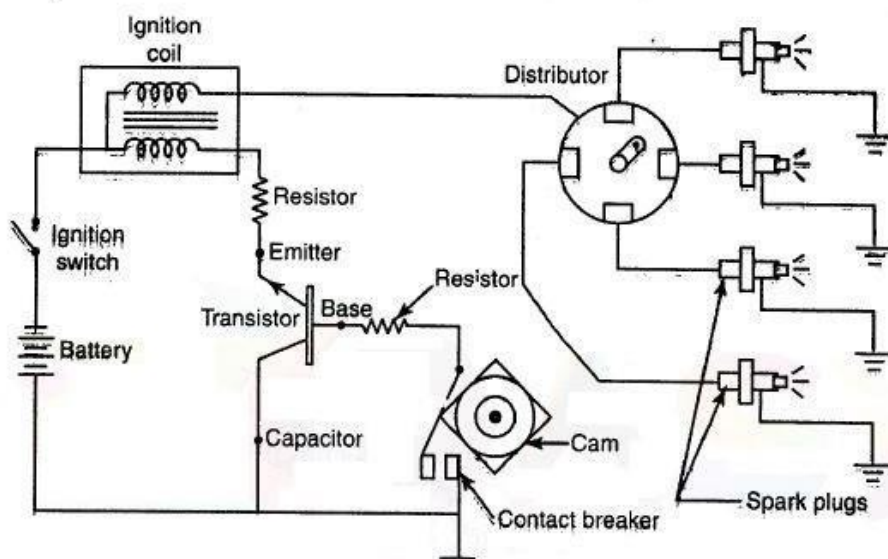 Ignition
coil
Distributor
Resistor
Ignition
switch
Emitter
Resistor
Transistor
Base
Battery
Capacitor
Cam
Contact breaker
Spark plugs